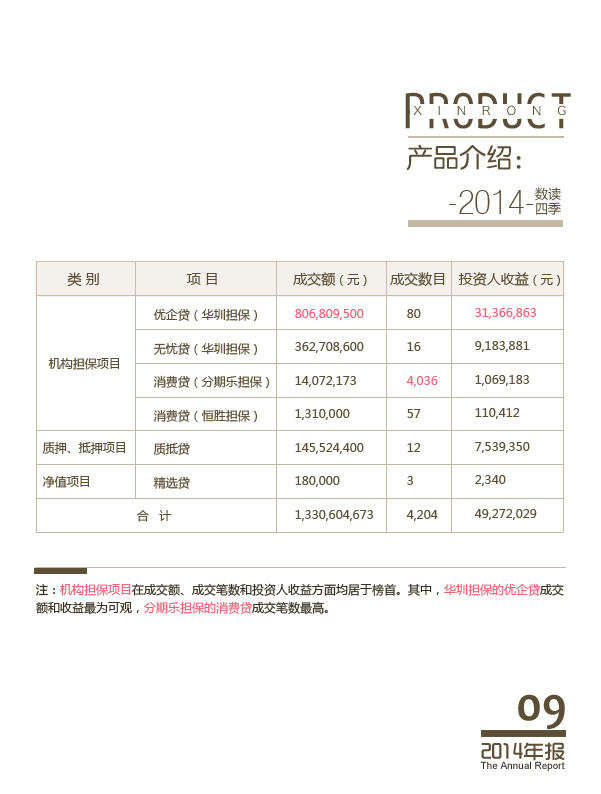 PRODUCT
XINRONG
产品介绍：
-2014-数读四季
类别 项目 成交额（元） 成交数目 投资人收益（元）
机构担保项目 优企贷（华圳担保） 806,809,500 80 31,366,863
无忧贷（华圳担保） 362,708,600 16 9,183,881
消费贷（分期乐担保） 14,072,173 4,036 1,069,183
消费贷（恒胜担保） 1,310,000 57 110,412
质押、抵押项目 质抵贷 145,524,400 12 7,539,350
净值项目 精选贷 180,000 3 2,340
合 计 1,330,604,673 4,204 49,272,029
注：机构担保项目在成交额、成交笔数和投资人收益方面均居于榜首。其中，华圳担保的优企贷成交
额和收益最为可观，分期乐担保的消费贷成交笔数最高。
09
2014年报
The Annual Report